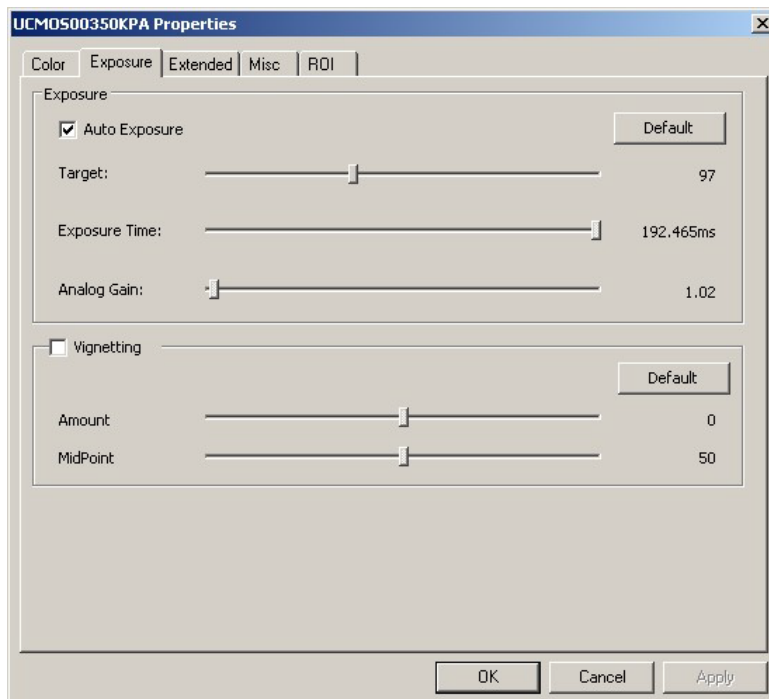 UCMOS00350KPA Properties
Color Exposure Extended Misc ROI
Exposure
Auto Exposure Default
Target: 97
Exposure Time: 192.465ms
Analog Gain: 1.02
Vignetting
Default
Amount 0
MidPoint 50
OK Cancel Apply